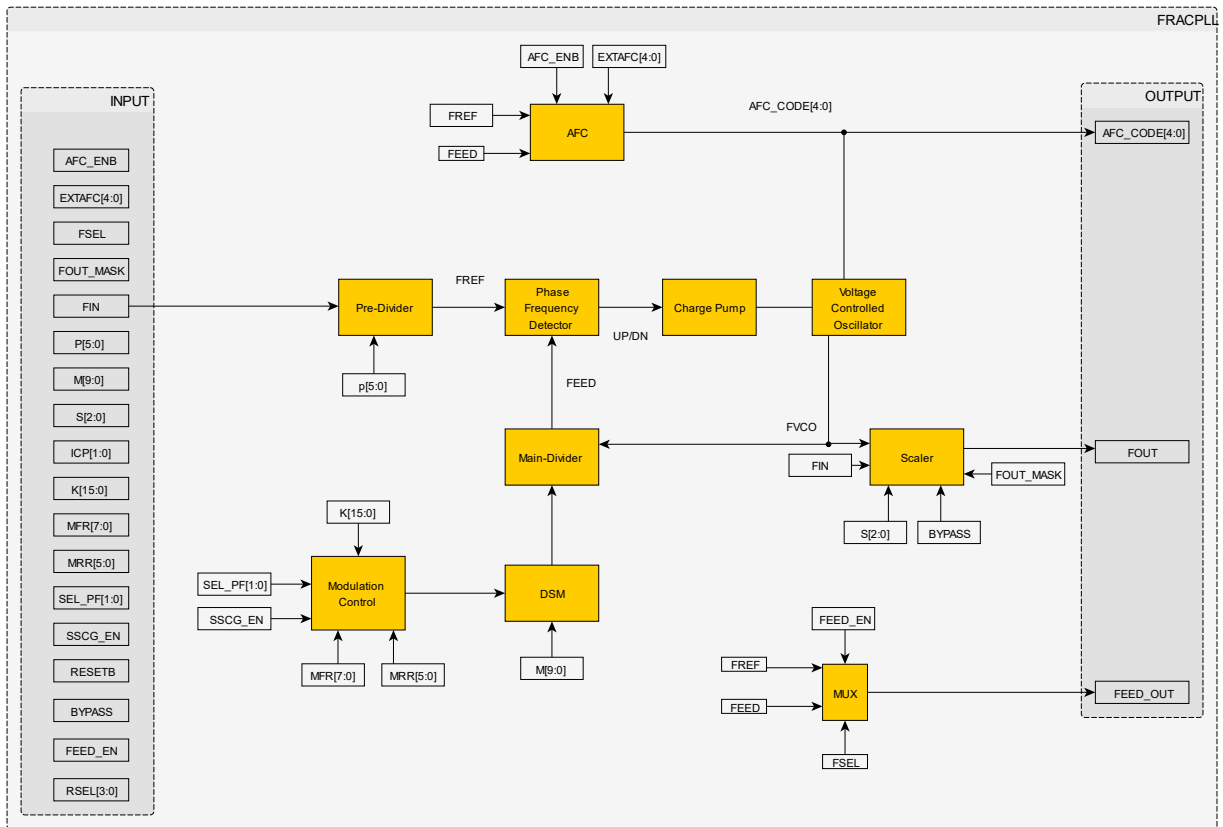 FRACPLL
INPUT
AFC_ENB
EXTAFC[4:0]
FSEL
FOUT_MASK
FIN
P[5:0]
M[9:0]
S[2:0]
ICP[1:0]
K[15:0]
MFR[7:0]
MRR[5:0]
SEL_PF[1:0]
SSCG_EN
RESETB
BYPASS
FEED_EN
RSEL[3:0]
AFC_ENB
EXTAFC[4:0]
FREF
FEED
AFC
AFC_CODE[4:0]
Pre-Divider
p[5:0]
FREF
Phase
Frequency
Detector
UP/DN
Charge Pump
Voltage
Controlled
Oscillator
FEED
FVCO
Main-Divider
FIN
Scaler
FOUT_MASK
S[2:0]
BYPASS
K[15:0]
SEL_PF[1:0]
SSCG_EN
Modulation
Control
MFR[7:0]
MRR[5:0]
DSM
M[9:0]
FEED_EN
FREF
FEED
MUX
FSEL
OUTPUT
AFC_CODE[4:0]
FOUT
FEED_OUT